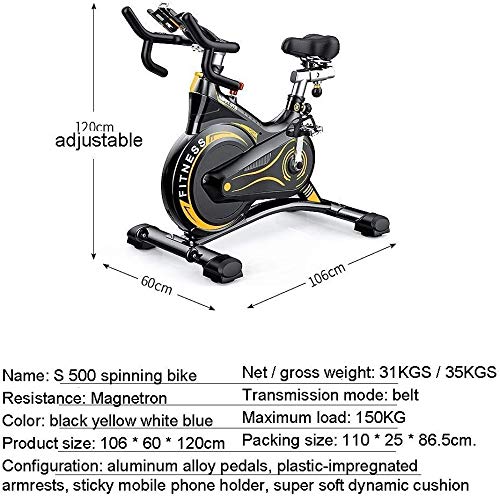 120cm
adjustable
FITNESS
60cm
106cm
Name: S 500 spinning bike
Net / gross weight: 31KGS / 35KGS
Resistance: Magnetron
Transmission mode: belt
Color: black yellow white blue
Maximum load: 150KG
Product size: 106 * 60 * 120cm
Packing size: 110 * 25 * 86.5cm.
Configuration: aluminum alloy pedals, plastic-impregnated
armrests, sticky mobile phone holder, super soft dynamic cushion